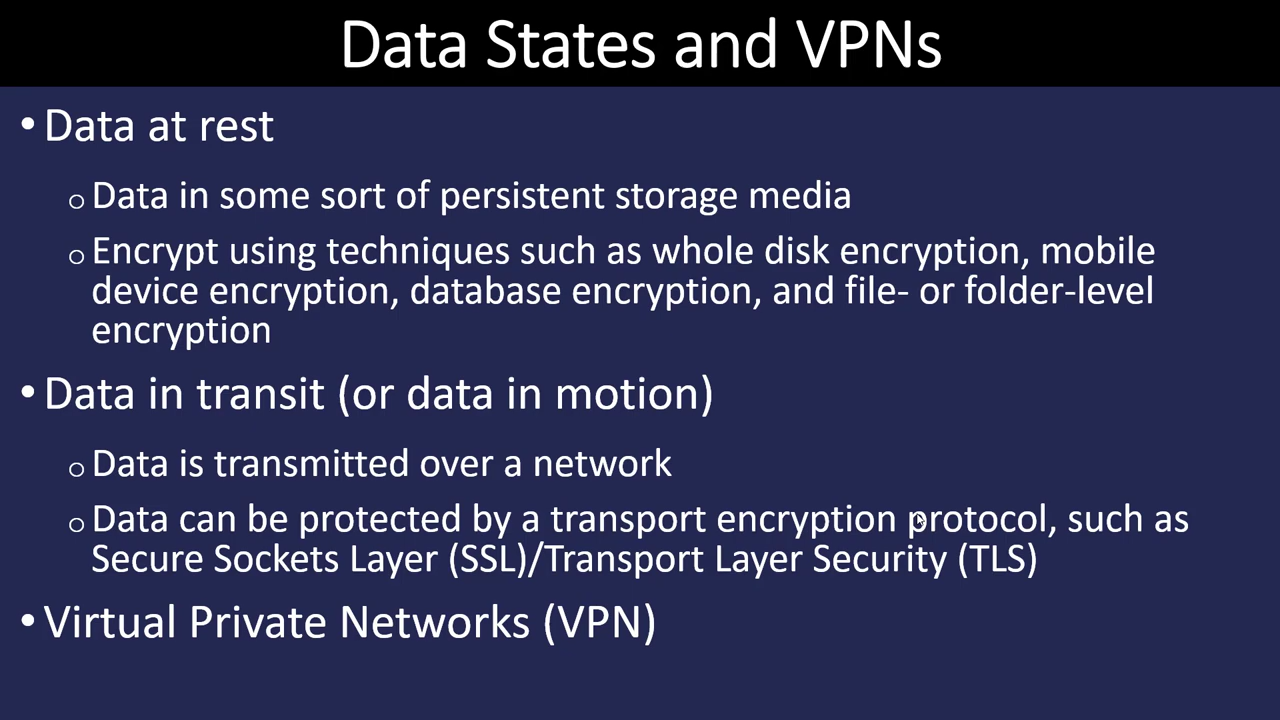 Data States and VPNs
• Data at rest
o Data in some sort of persistent storage media
o Encrypt using techniques such as whole disk encryption, mobile
device encryption, database encryption, and file- or folder-level
encryption
• Data in transit (or data in motion)
o Data is transmitted over a network
o Data can be protected by a transport encryption protocol, such as
Secure Sockets Layer (SSL)/Transport Layer Security (TLS)
• Virtual Private Networks (VPN)